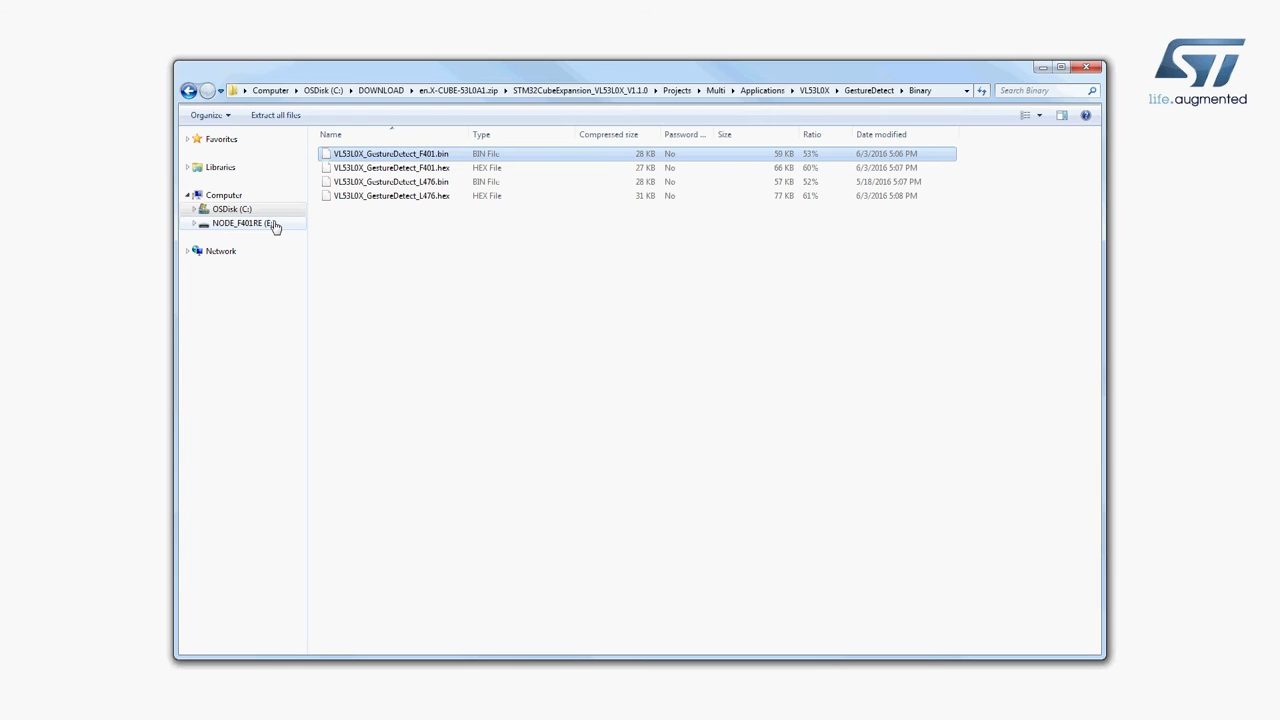 ST
life.augmented
Computer ▸ OSDisk (C:) ▸ DOWNLOAD ▸ en.X-CUBE-53L0A1.zip ▸ STM32CubeExpansion_VL53L0X_V1.1.0 ▸ Projects ▸ Multi ▸ Applications ▸ VL53L0X ▸ GestureDetect ▸ Binary
Search Binary
Organize Extract all files
Favorites
Libraries
Computer
OSDisk (C:)
NODE_F401RE (E:)
Network
Name Type Compressed size Password ... Size Ratio Date modified
VL53L0X_GestureDetect_F401.bin BIN File 28 KB No 59 KB 53% 6/3/2016 5:06 PM
VL53L0X_GestureDetect_F401.hex HEX File 27 KB No 66 KB 60% 6/3/2016 5:07 PM
VL53L0X_GestureDetect_L476.bin BIN File 28 KB No 57 KB 52% 5/18/2016 5:07 PM
VL53L0X_GestureDetect_L476.hex HEX File 31 KB No 77 KB 61% 6/3/2016 5:08 PM